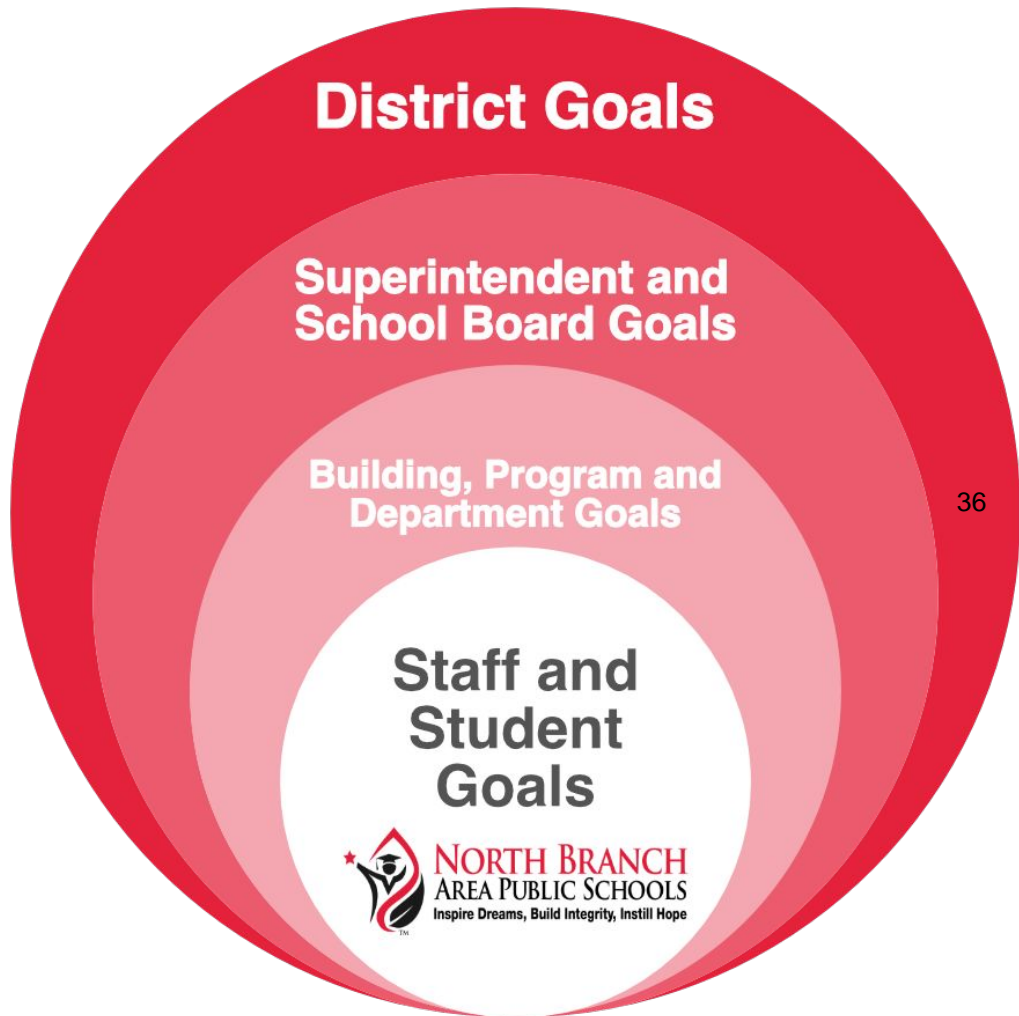 District Goals
Superintendent and
School Board Goals
Building, Program and
Department Goals
36
Staff and
Student
Goals
NORTH BRANCH
AREA PUBLIC SCHOOLS
Inspire Dreams, Build Integrity, Instill Hope
TM